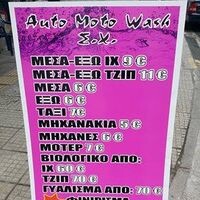 Auto Moto Wash
Σ.Χ.
ΜΕΣΑ-ΕΞΩ ΙΧ 9 €
ΜΕΣΑ-ΕΞΩ ΤΖΙΠ 11 €
ΜΕΣΑ 6 €
ΕΞΩ 6 €
ΤΑΞΙ 7€
ΜΗΧΑΝΑΚΙΑ 5 €
ΜΗΧΑΝΕΣ 6 €
ΜΟΤΕΡ 7 €
ΒΙΟΛΟΓΙΚΟ ΑΠΟ:
ΙΧ 60 €
ΤΖΙΠ 70 €
ΓΥΑΛΙΣΜΑ ΑΠΟ: 70 €
ΦΙΝΙΡΙΣΜΑ